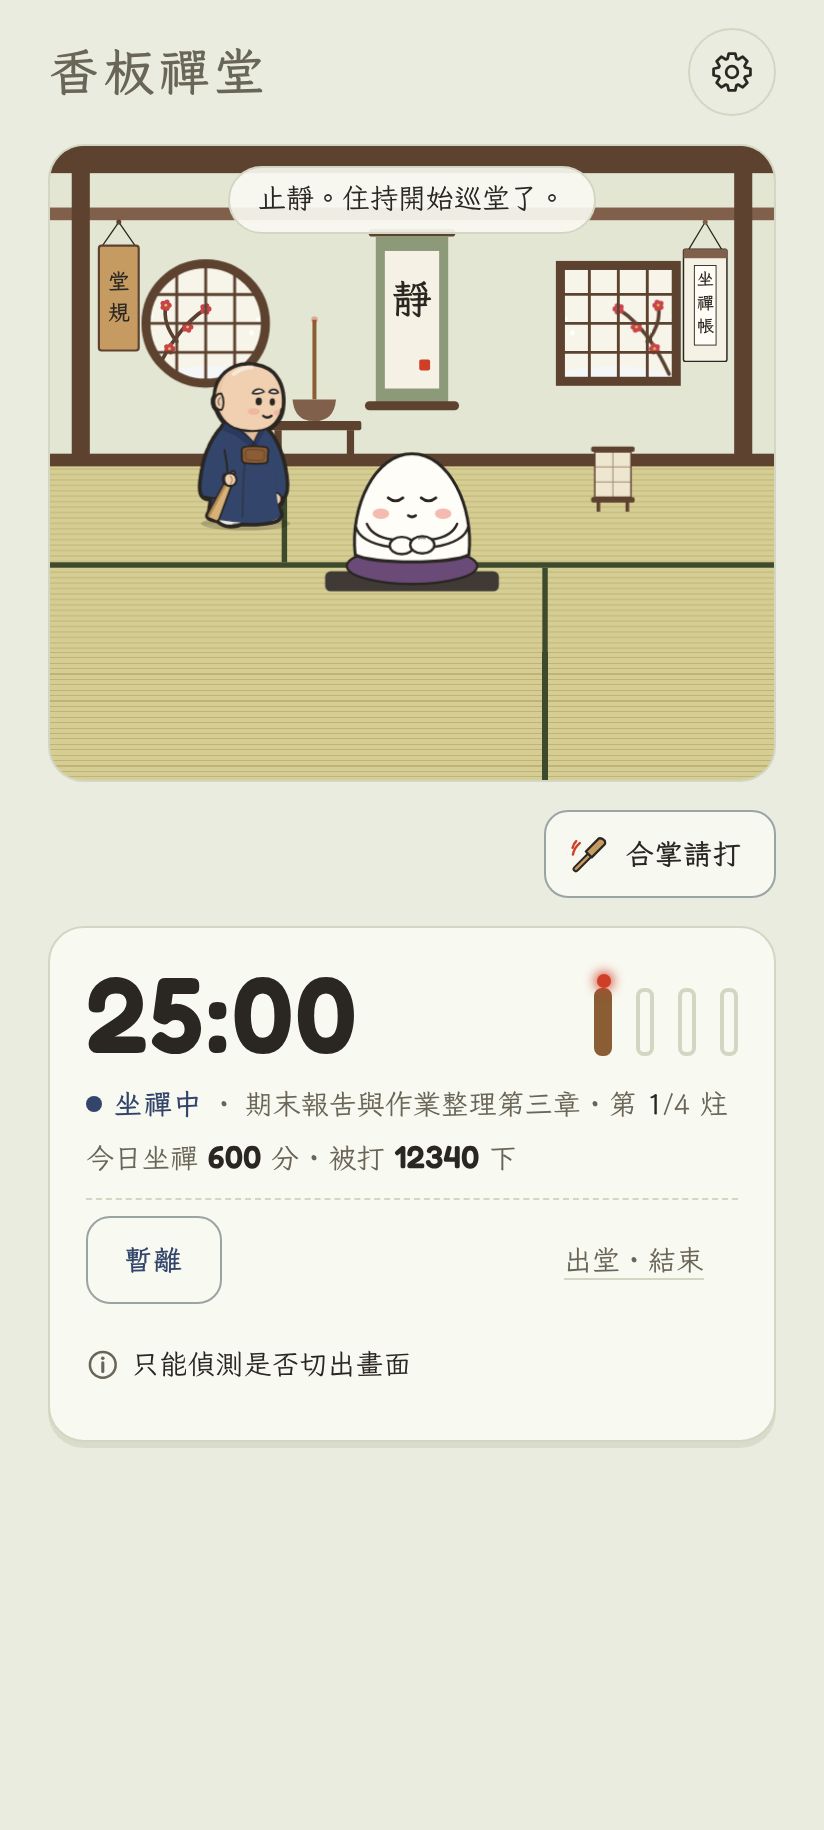 香板禪堂
止靜。住持開始巡堂了。
堂規
靜
坐禪帳
合掌請打
25:00
坐禪中 · 期末報告與作業整理第三章·第 1/4 炷
今日坐禪 600 分·被打 12340 下
暫離
出堂·結束
只能偵測是否切出畫面